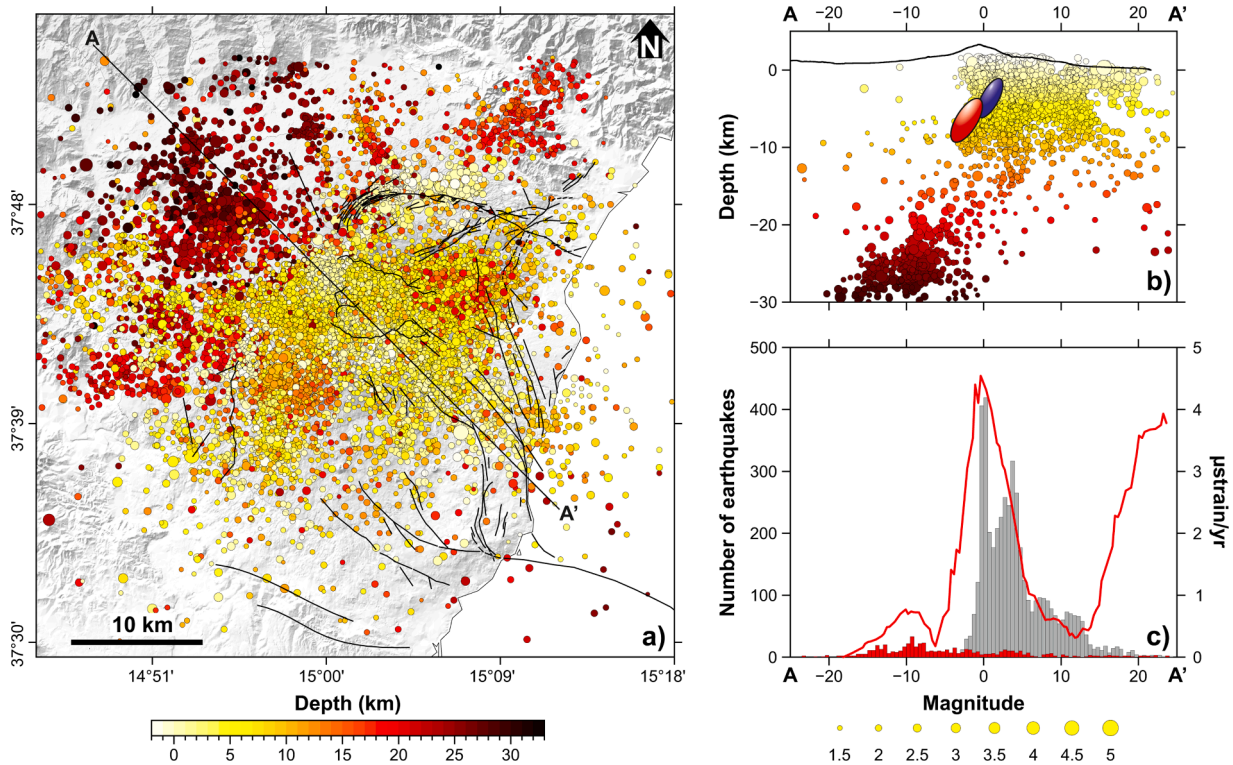 A
N
A'
10 km
a)
37°48'
37°39'
37°30'
14°51'
15°00'
15°09'
15°18'
Depth (km)
0 5 10 15 20 25 30
A −20 −10 0 10 20 A'
Depth (km)
0
−10
−20
−30
b)
Number of earthquakes
500
400
300
200
100
0
µstrain/yr
5
4
3
2
1
0
c)
A −20 −10 0 10 20 A'
Magnitude
1.5 2 2.5 3 3.5 4 4.5 5